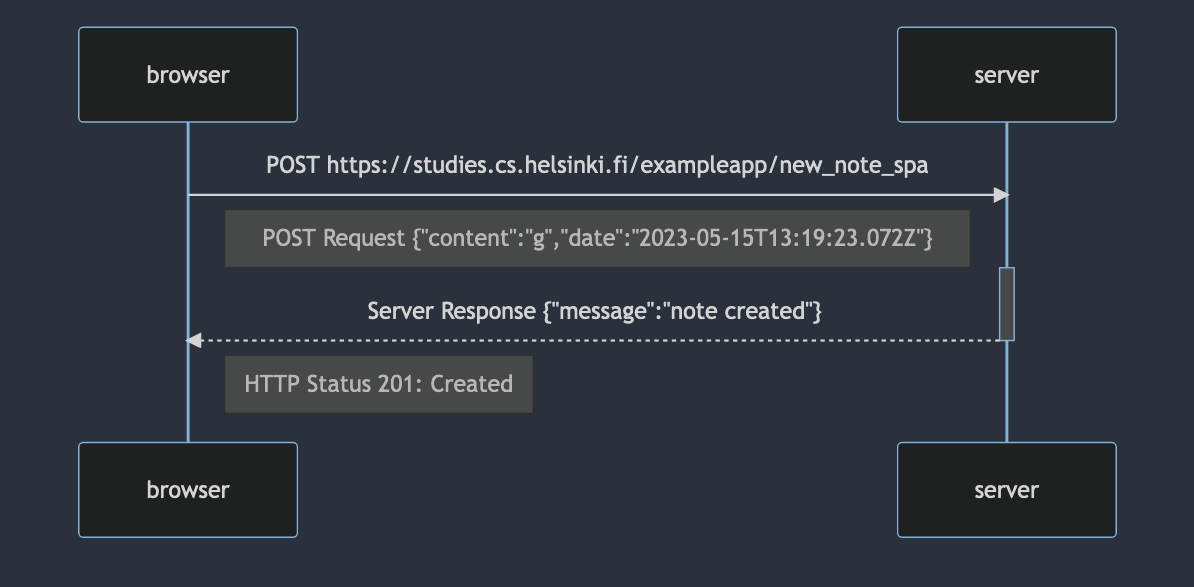 browser
server
POST https://studies.cs.helsinki.fi/exampleapp/new_note_spa
POST Request {"content":"g","date":"2023-05-15T13:19:23.072Z"}
Server Response {"message":"note created"}
HTTP Status 201: Created
browser
server